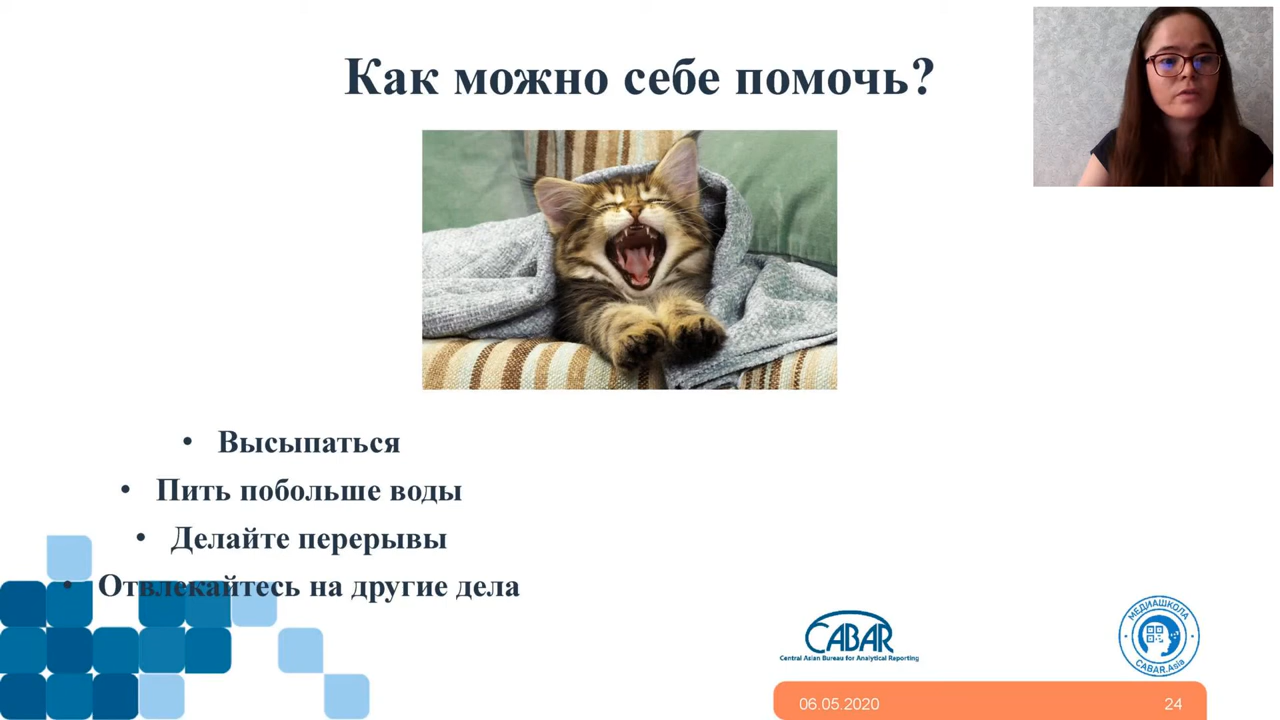 Как можно себе помочь?
• Высыпаться
• Пить побольше воды
• Делайте перерывы
• Отвлекайтесь на другие дела
CABAR
Central Asian Bureau for Analytical Reporting
МЕДИАШКОЛА
CABAR.Asia
06.05.2020
24